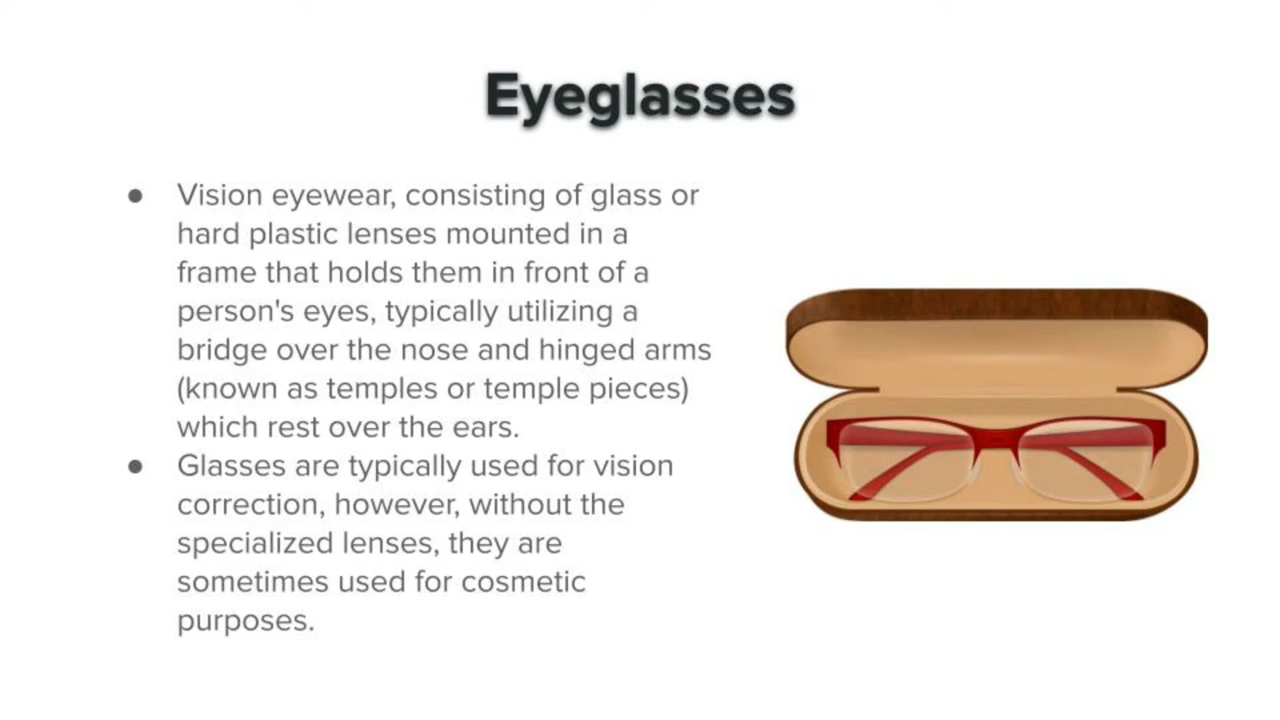 Eyeglasses
● Vision eyewear, consisting of glass or
hard plastic lenses mounted in a
frame that holds them in front of a
person's eyes, typically utilizing a
bridge over the nose and hinged arms
(known as temples or temple pieces)
which rest over the ears.
● Glasses are typically used for vision
correction, however, without the
specialized lenses, they are
sometimes used for cosmetic
purposes.